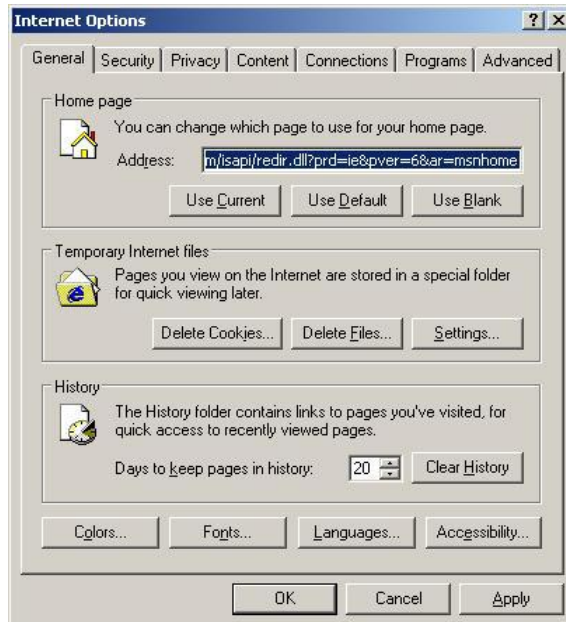 Internet Options
General Security Privacy Content Connections Programs Advanced
Home page
You can change which page to use for your home page.
Address: m/isapi/redir.dll?prd=ie&pver=6&ar=msnhome
Use Current Use Default Use Blank
Temporary Internet files
Pages you view on the Internet are stored in a special folder
for quick viewing later.
Delete Cookies... Delete Files... Settings...
History
The History folder contains links to pages you've visited, for
quick access to recently viewed pages.
Days to keep pages in history: 20 Clear History
Colors... Fonts... Languages... Accessibility...
OK Cancel Apply